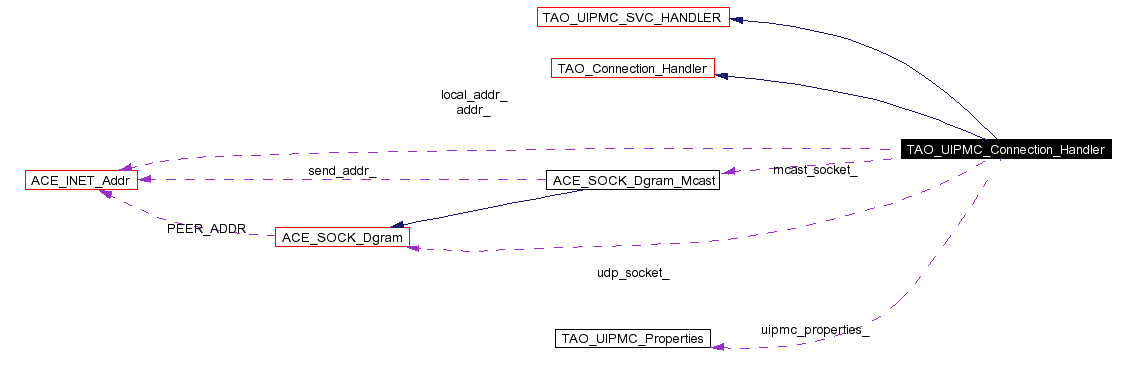 TAO_UIPMC_SVC_HANDLER
TAO_Connection_Handler
local_addr_
addr_
TAO_UIPMC_Connection_Handler
mcast_socket_
send_addr_
ACE_INET_Addr
ACE_SOCK_Dgram_Mcast
PEER_ADDR
ACE_SOCK_Dgram
udp_socket_
uipmc_properties_
TAO_UIPMC_Properties